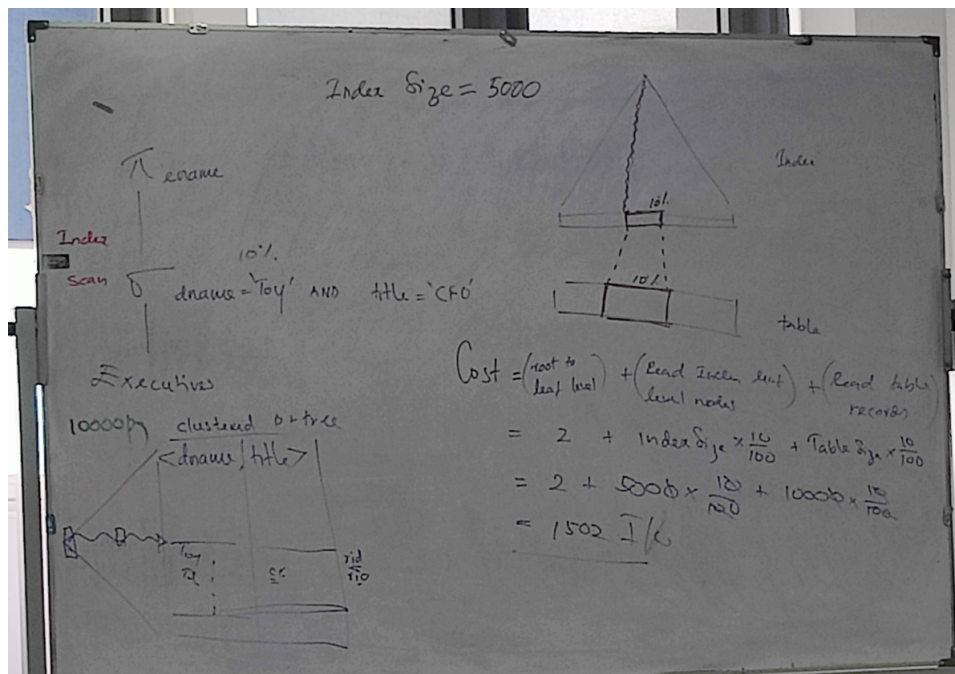 Index Size = 5000
π ename
Index
Scan
10%
σ dname = 'Toy' AND title = 'CFO'
Executives
10000 pg clustered B+ tree
<dname, title>
Toy
rid
10%
Index
10%
table
Cost = (root to leaf level) + (Read Index leaf level nodes) + (Read table records)
= 2 + Index Size × 10/100 + Table Size × 10/100
= 2 + 5000 × 10/100 + 10000 × 10/100
= 1502 I/O